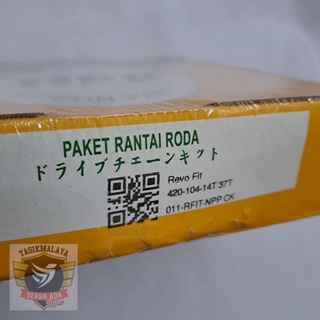 PAKET RANTAI RODA
ドライブチェーンキット
Revo Fit
420-104-14T 37T
011-RFIT-NPP CK
TASIKMALAYA
SERBA ADA